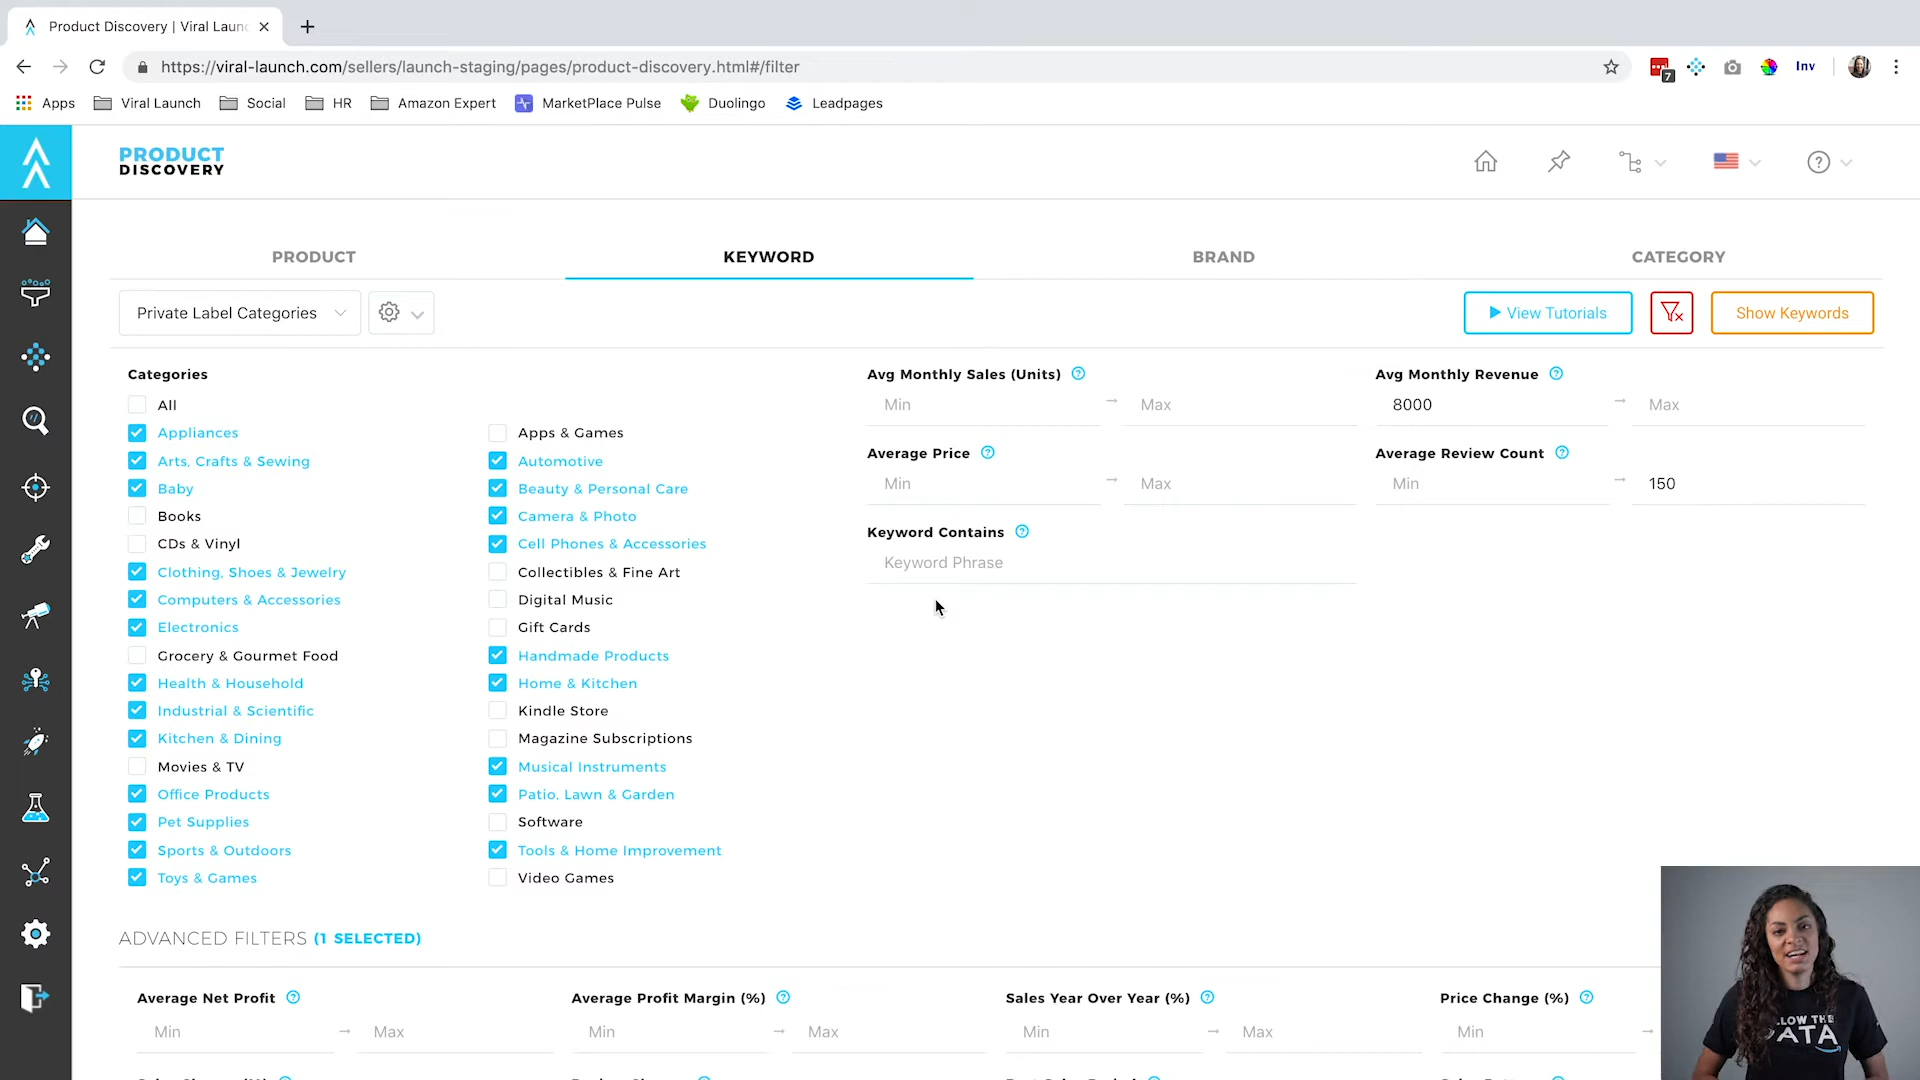 Product Discovery | Viral Laun
https://viral-launch.com/sellers/launch-staging/pages/product-discovery.html#/filter
7
Inv
Apps
Viral Launch
Social
HR
Amazon Expert
MarketPlace Pulse
Duolingo
Leadpages
PRODUCT
DISCOVERY
PRODUCT
KEYWORD
BRAND
CATEGORY
Private Label Categories
View Tutorials
Show Keywords
Categories
All
Appliances
Arts, Crafts & Sewing
Baby
Books
CDs & Vinyl
Clothing, Shoes & Jewelry
Computers & Accessories
Electronics
Grocery & Gourmet Food
Health & Household
Industrial & Scientific
Kitchen & Dining
Movies & TV
Office Products
Pet Supplies
Sports & Outdoors
Toys & Games
Apps & Games
Automotive
Beauty & Personal Care
Camera & Photo
Cell Phones & Accessories
Collectibles & Fine Art
Digital Music
Gift Cards
Handmade Products
Home & Kitchen
Kindle Store
Magazine Subscriptions
Musical Instruments
Patio, Lawn & Garden
Software
Tools & Home Improvement
Video Games
Avg Monthly Sales (Units)
Min → Max
Avg Monthly Revenue
8000 → Max
Average Price
Min → Max
Average Review Count
Min → 150
Keyword Contains
Keyword Phrase
ADVANCED FILTERS (1 SELECTED)
Average Net Profit
Min → Max
Average Profit Margin (%)
Min → Max
Sales Year Over Year (%)
Min → Max
Price Change (%)
Min →
LOW THE
ATA